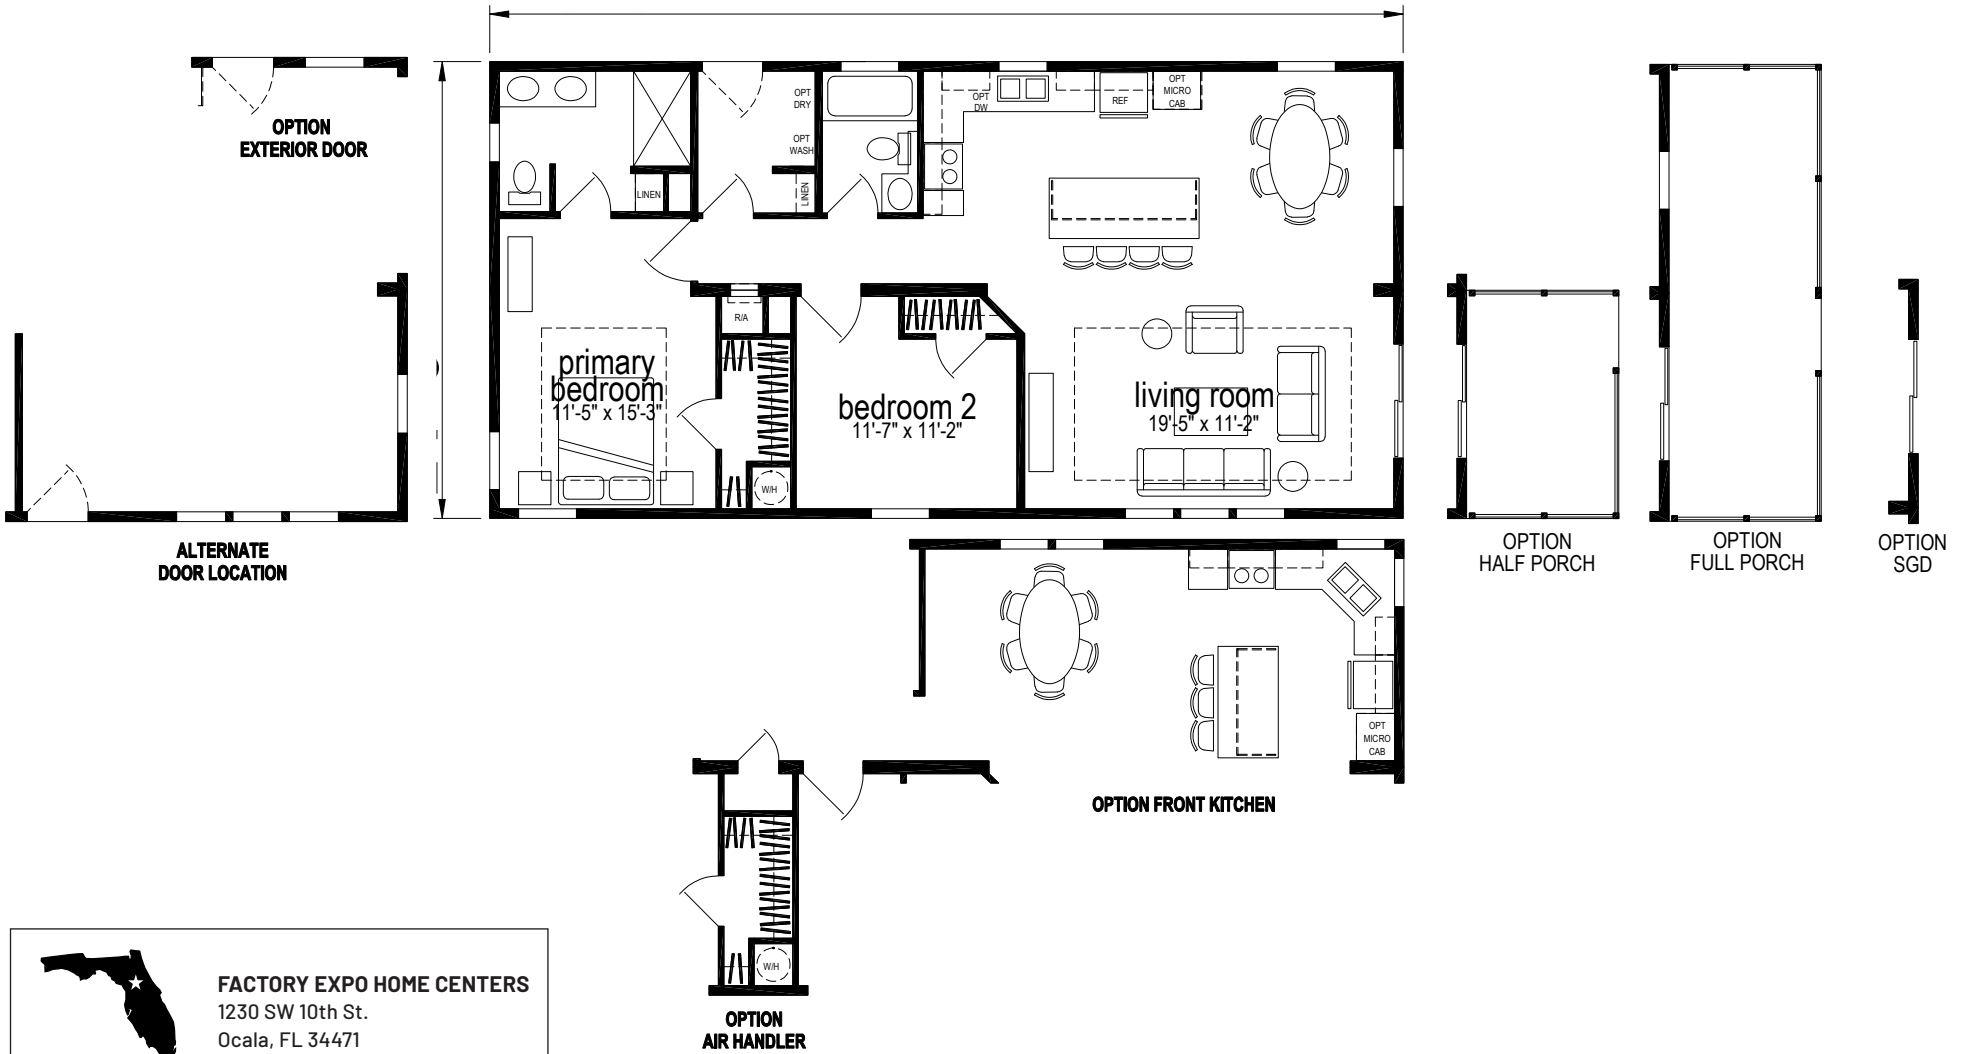 OPTION
EXTERIOR DOOR
ALTERNATE
DOOR LOCATION
OPT
DRY
OPT
WASH
LINEN
LINEN
OPT
DW
REF
OPT
MICRO
CAB
R/A
primary
bedroom
11'-5" x 15'-3"
W/H
bedroom 2
11'-7" x 11'-2"
living room
19'-5" x 11'-2"
OPTION
HALF PORCH
OPTION
FULL PORCH
OPTION
SGD
OPT
MICRO
CAB
OPTION FRONT KITCHEN
W/H
OPTION
AIR HANDLER
FACTORY EXPO HOME CENTERS
1230 SW 10th St.
Ocala, FL 34471